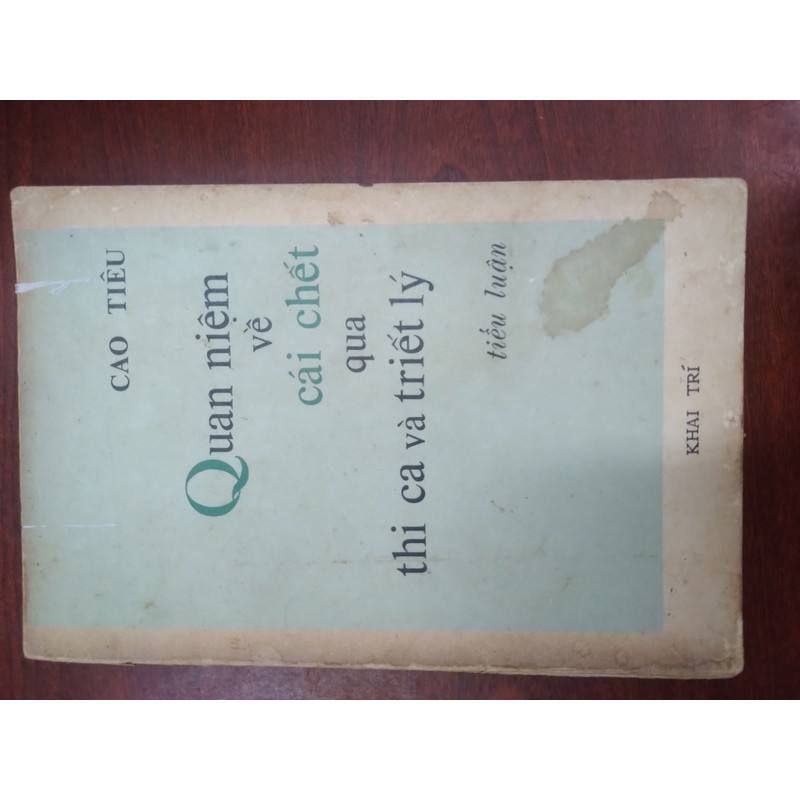 CAO TIÊU
Quan niệm
về
cái chết
qua
thi ca và triết lý
tiểu luận
KHAI TRÍ